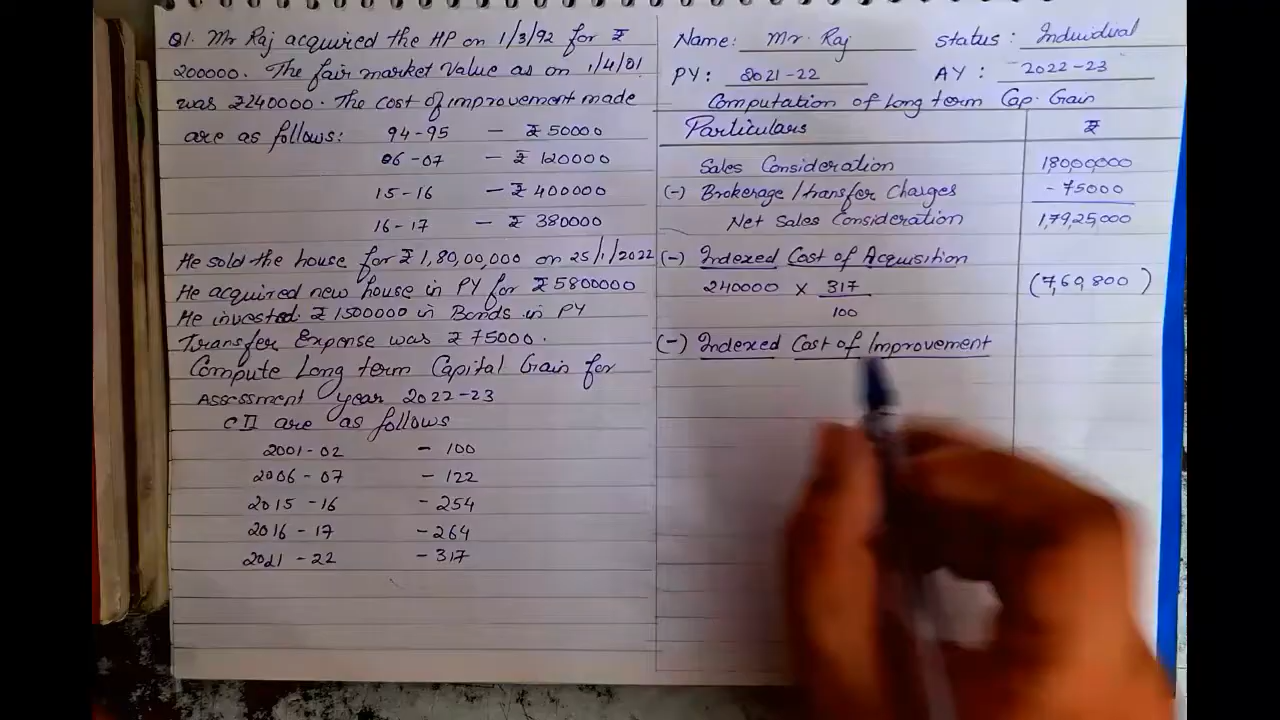 Q1. Mr Raj acquired the HP on 1/3/92 for ₹
200000. The fair market value as on 1/4/01
was ₹240000. The cost of improvement made
are as follows: 94-95 - ₹ 50000
06-07 - ₹ 120000
15-16 - ₹ 400000
16-17 - ₹ 380000
He sold the house for ₹ 1,80,00,000 on 25/1/2022
He acquired new house in PY for ₹ 5800000
He invested ₹ 1500000 in Bonds in PY
Transfer Expense was ₹ 75000.
Compute Long term Capital Gain for
Assessment year 2022-23
CII are as follows
2001-02 - 100
2006-07 - 122
2015-16 - 254
2016-17 - 264
2021-22 - 317
Name: Mr. Raj Status: Individual
PY: 2021-22 AY: 2022-23
Computation of Long term Cap. Gain
Particulars ₹
Sales Consideration 18000000
(-) Brokerage/transfer Charges - 75000
Net Sales Consideration 1,79,25,000
(-) Indexed Cost of Acquisition
240000 × 317 (7,60,800)
100
(-) Indexed Cost of Improvement